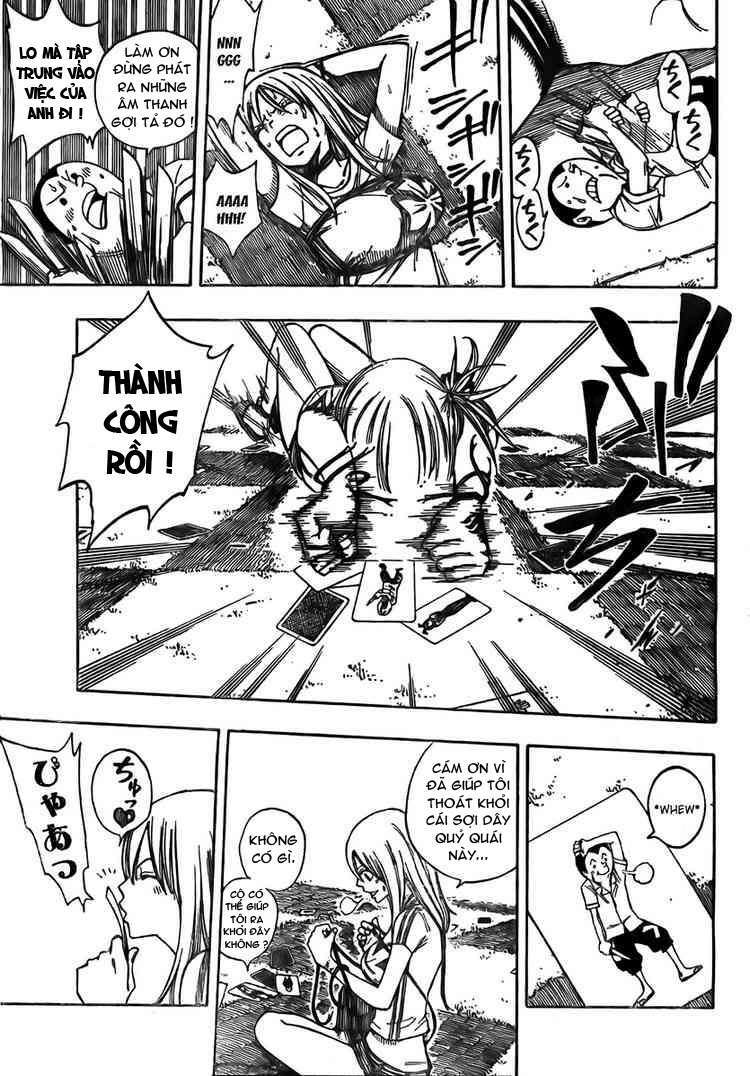 ちく
ちく
ちく
NNN
GGG
...
AAAA
HHH!
LÀM ƠN
ĐỪNG PHÁT
RA NHỮNG
ÂM THANH
GỢI TẢ ĐÓ !
LO MÀ TẬP
TRUNG VÀO
VIỆC CỦA
ANH ĐI !
THÀNH
CÔNG
RỒI !
*WHEW*
CÁM ƠN VÌ
ĐÃ GIÚP TÔI
THOÁT KHỎI
CÁI SỢI DÂY
QUỶ QUÁI
NÀY...
KHÔNG
CÓ GÌ.
CÔ CÓ
THỂ GIÚP
TÔI RA
KHỎI ĐÂY
KHÔNG ?
ちゅっ
ぴゃあっ